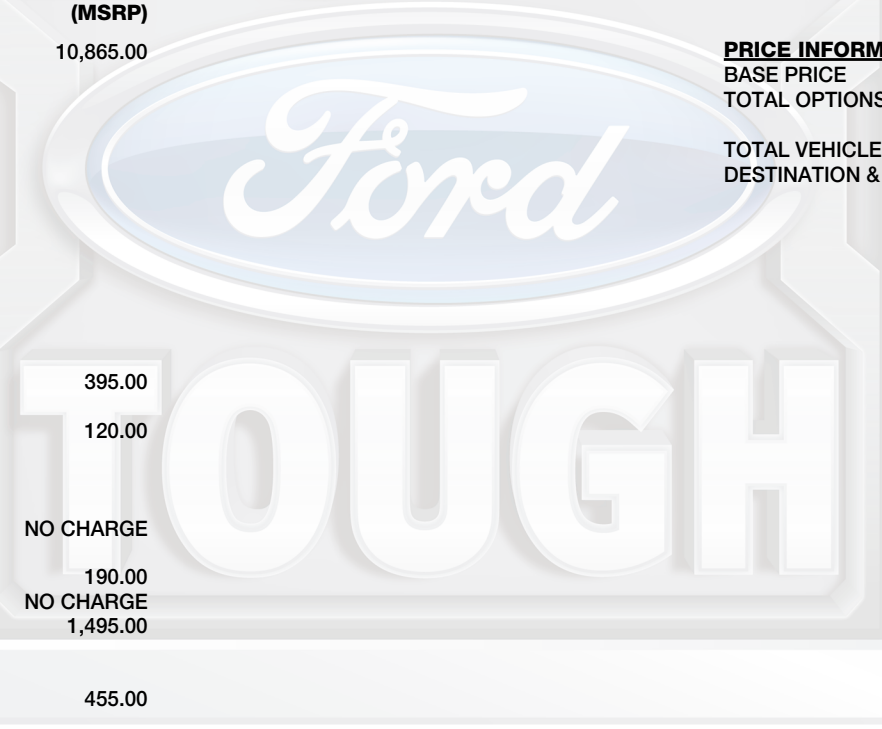 (MSRP)
10,865.00
395.00
120.00
NO CHARGE
190.00
NO CHARGE
1,495.00
455.00
PRICE INFORM
BASE PRICE
TOTAL OPTIONS
TOTAL VEHICLE
DESTINATION &
Ford
TOUGH